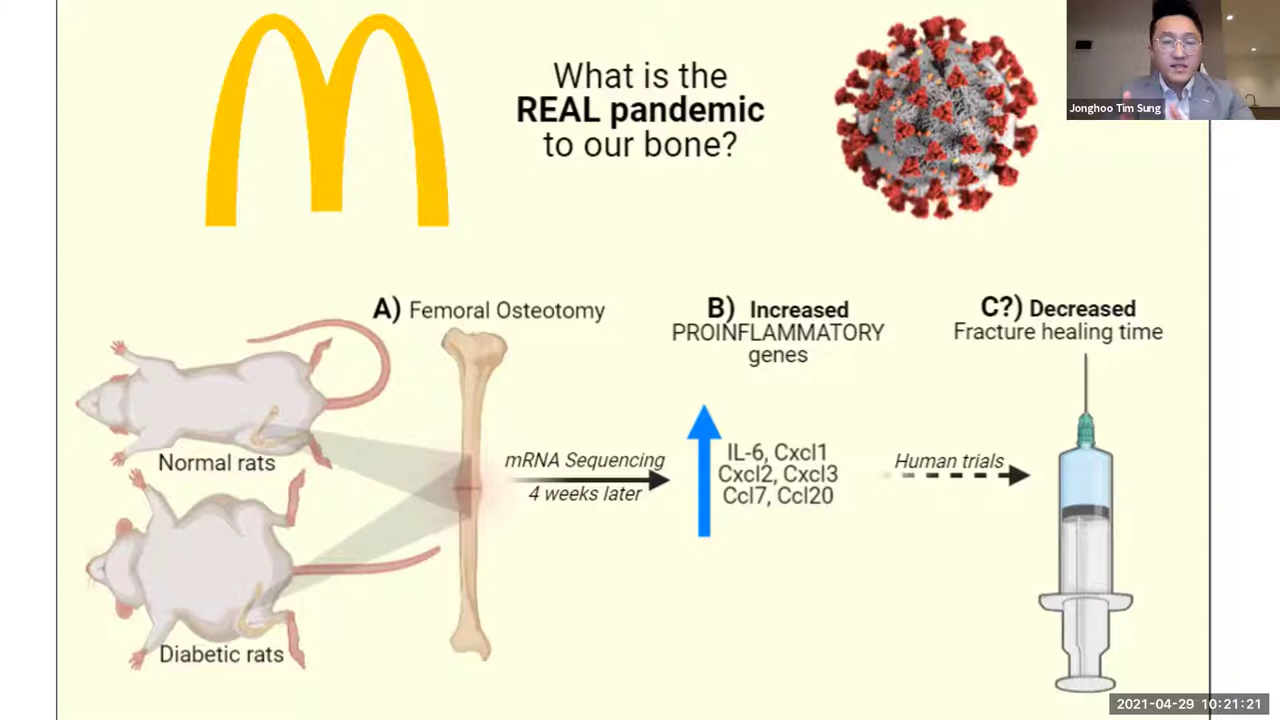 What is the
REAL pandemic
to our bone?
Jonghoo Tim Sung
A) Femoral Osteotomy
B) Increased
PROINFLAMMATORY
genes
C?) Decreased
Fracture healing time
Normal rats
mRNA Sequencing
4 weeks later
IL-6, Cxcl1
Cxcl2, Cxcl3
Ccl7, Ccl20
Human trials
Diabetic rats
2021-04-29 10:21:21